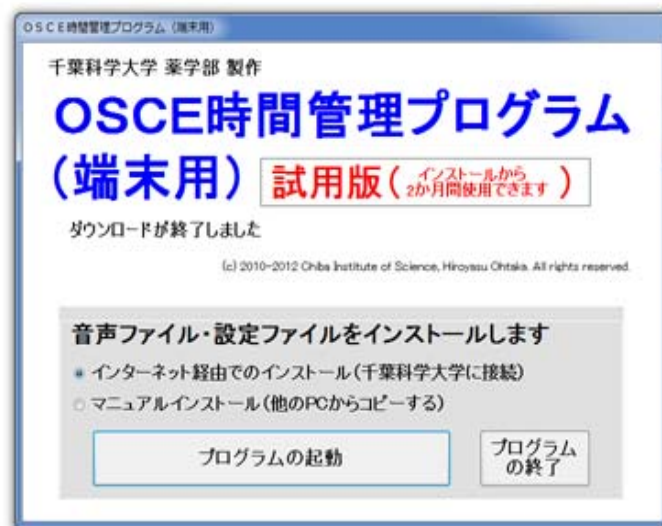 OSCE時間管理プログラム (端末用)
千葉科学大学 薬学部 製作
OSCE時間管理プログラム
(端末用) 試用版( インストールから
2か月間使用できます )
ダウンロードが終了しました
(c) 2010-2012 Chiba Institute of Science, Hiroyasu Ohtaka. All rights reserved.
音声ファイル・設定ファイルをインストールします
インターネット経由でのインストール(千葉科学大学に接続)
マニュアルインストール(他のPCからコピーする)
プログラムの起動
プログラム
の終了